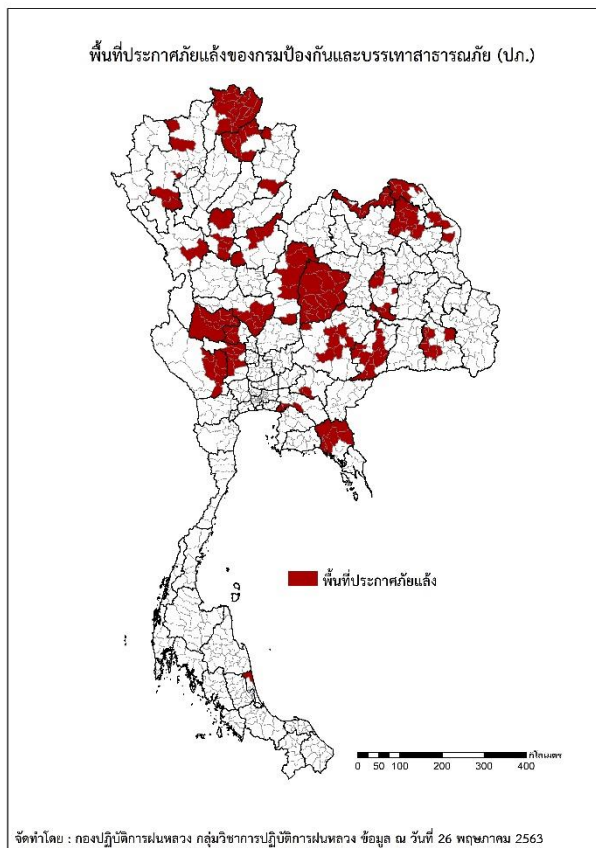 พื้นที่ประกาศภัยแล้งของกรมป้องกันและบรรเทาสาธารณภัย (ปภ.)
พื้นที่ประกาศภัยแล้ง
กิโลเมตร
0 50 100 200 300 400
จัดทำโดย : กองปฏิบัติการฝนหลวง กลุ่มวิชาการปฏิบัติการฝนหลวง ข้อมูล ณ วันที่ 26 พฤษภาคม 2563